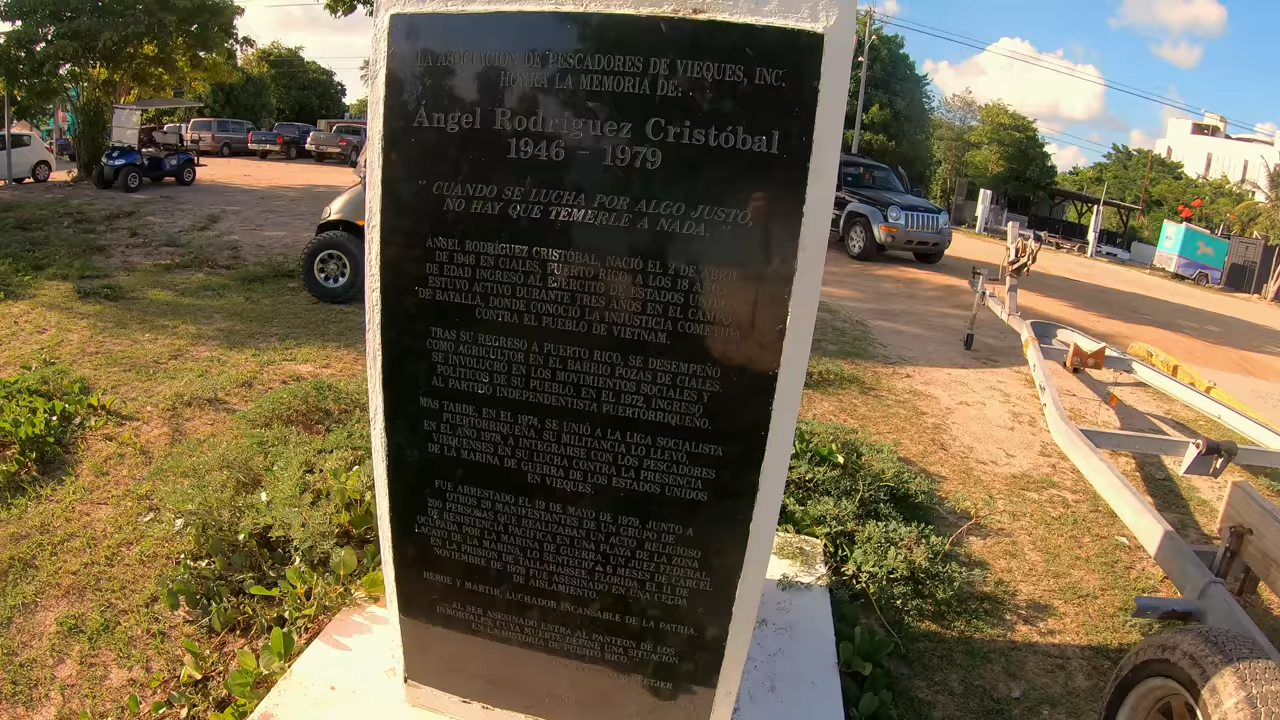 LA ASOCIACIÓN DE PESCADORES DE VIEQUES, INC.
HONRA LA MEMORIA DE:
Ángel Rodríguez Cristóbal
1946 - 1979
" CUANDO SE LUCHA POR ALGO JUSTO,
NO HAY QUE TEMERLE A NADA. "
ÁNGEL RODRÍGUEZ CRISTÓBAL, NACIÓ EL 2 DE ABRIL
DE 1946 EN CIALES, PUERTO RICO. A LOS 18 AÑOS
DE EDAD INGRESÓ AL EJÉRCITO DE ESTADOS UNIDOS
ESTUVO ACTIVO DURANTE TRES AÑOS EN EL CAMPO
DE BATALLA, DONDE CONOCIÓ LA INJUSTICIA COMETIDA
CONTRA EL PUEBLO DE VIETNAM.
TRAS SU REGRESO A PUERTO RICO, SE DESEMPEÑÓ
COMO AGRICULTOR EN EL BARRIO POZAS DE CIALES.
SE INVOLUCRÓ EN LOS MOVIMIENTOS SOCIALES Y
POLÍTICOS DE SU PUEBLO. EN EL 1972, INGRESÓ
AL PARTIDO INDEPENDENTISTA PUERTORRIQUEÑO.
MAS TARDE, EN EL 1974, SE UNIÓ A LA LIGA SOCIALISTA
PUERTORRIQUEÑA. SU MILITANCIA LO LLEVÓ,
EN EL AÑO 1978, A INTEGRARSE CON LOS PESCADORES
VIEQUENSES EN SU LUCHA CONTRA LA PRESENCIA
DE LA MARINA DE GUERRA DE LOS ESTADOS UNIDOS
EN VIEQUES.
FUE ARRESTADO EL 19 DE MAYO DE 1979, JUNTO A
OTROS 20 MANIFESTANTES DE UN GRUPO DE
200 PERSONAS QUE REALIZABAN UN ACTO RELIGIOSO
DE RESISTENCIA PACÍFICA EN UNA PLAYA DE LA ZONA
OCUPADA POR LA MARINA DE GUERRA. UN JUEZ FEDERAL,
LACAYO DE LA MARINA, LO SENTECIÓ A 6 MESES DE CARCEL
EN LA PRISIÓN DE TALLAHASSEE, FLORIDA. EL 11 DE
NOVIEMBRE DE 1979 FUE ASESINADO EN UNA CELDA
DE AISLAMIENTO.
HEROE Y MARTIR, LUCHADOR INCANSABLE DE LA PATRIA.
"... AL SER ASESINADO ENTRA AL PANTEON DE LOS
INMORTALES, CUYA MUERTE DEFINE UNA SITUACIÓN
EN LA HISTORIA DE PUERTO RICO. "